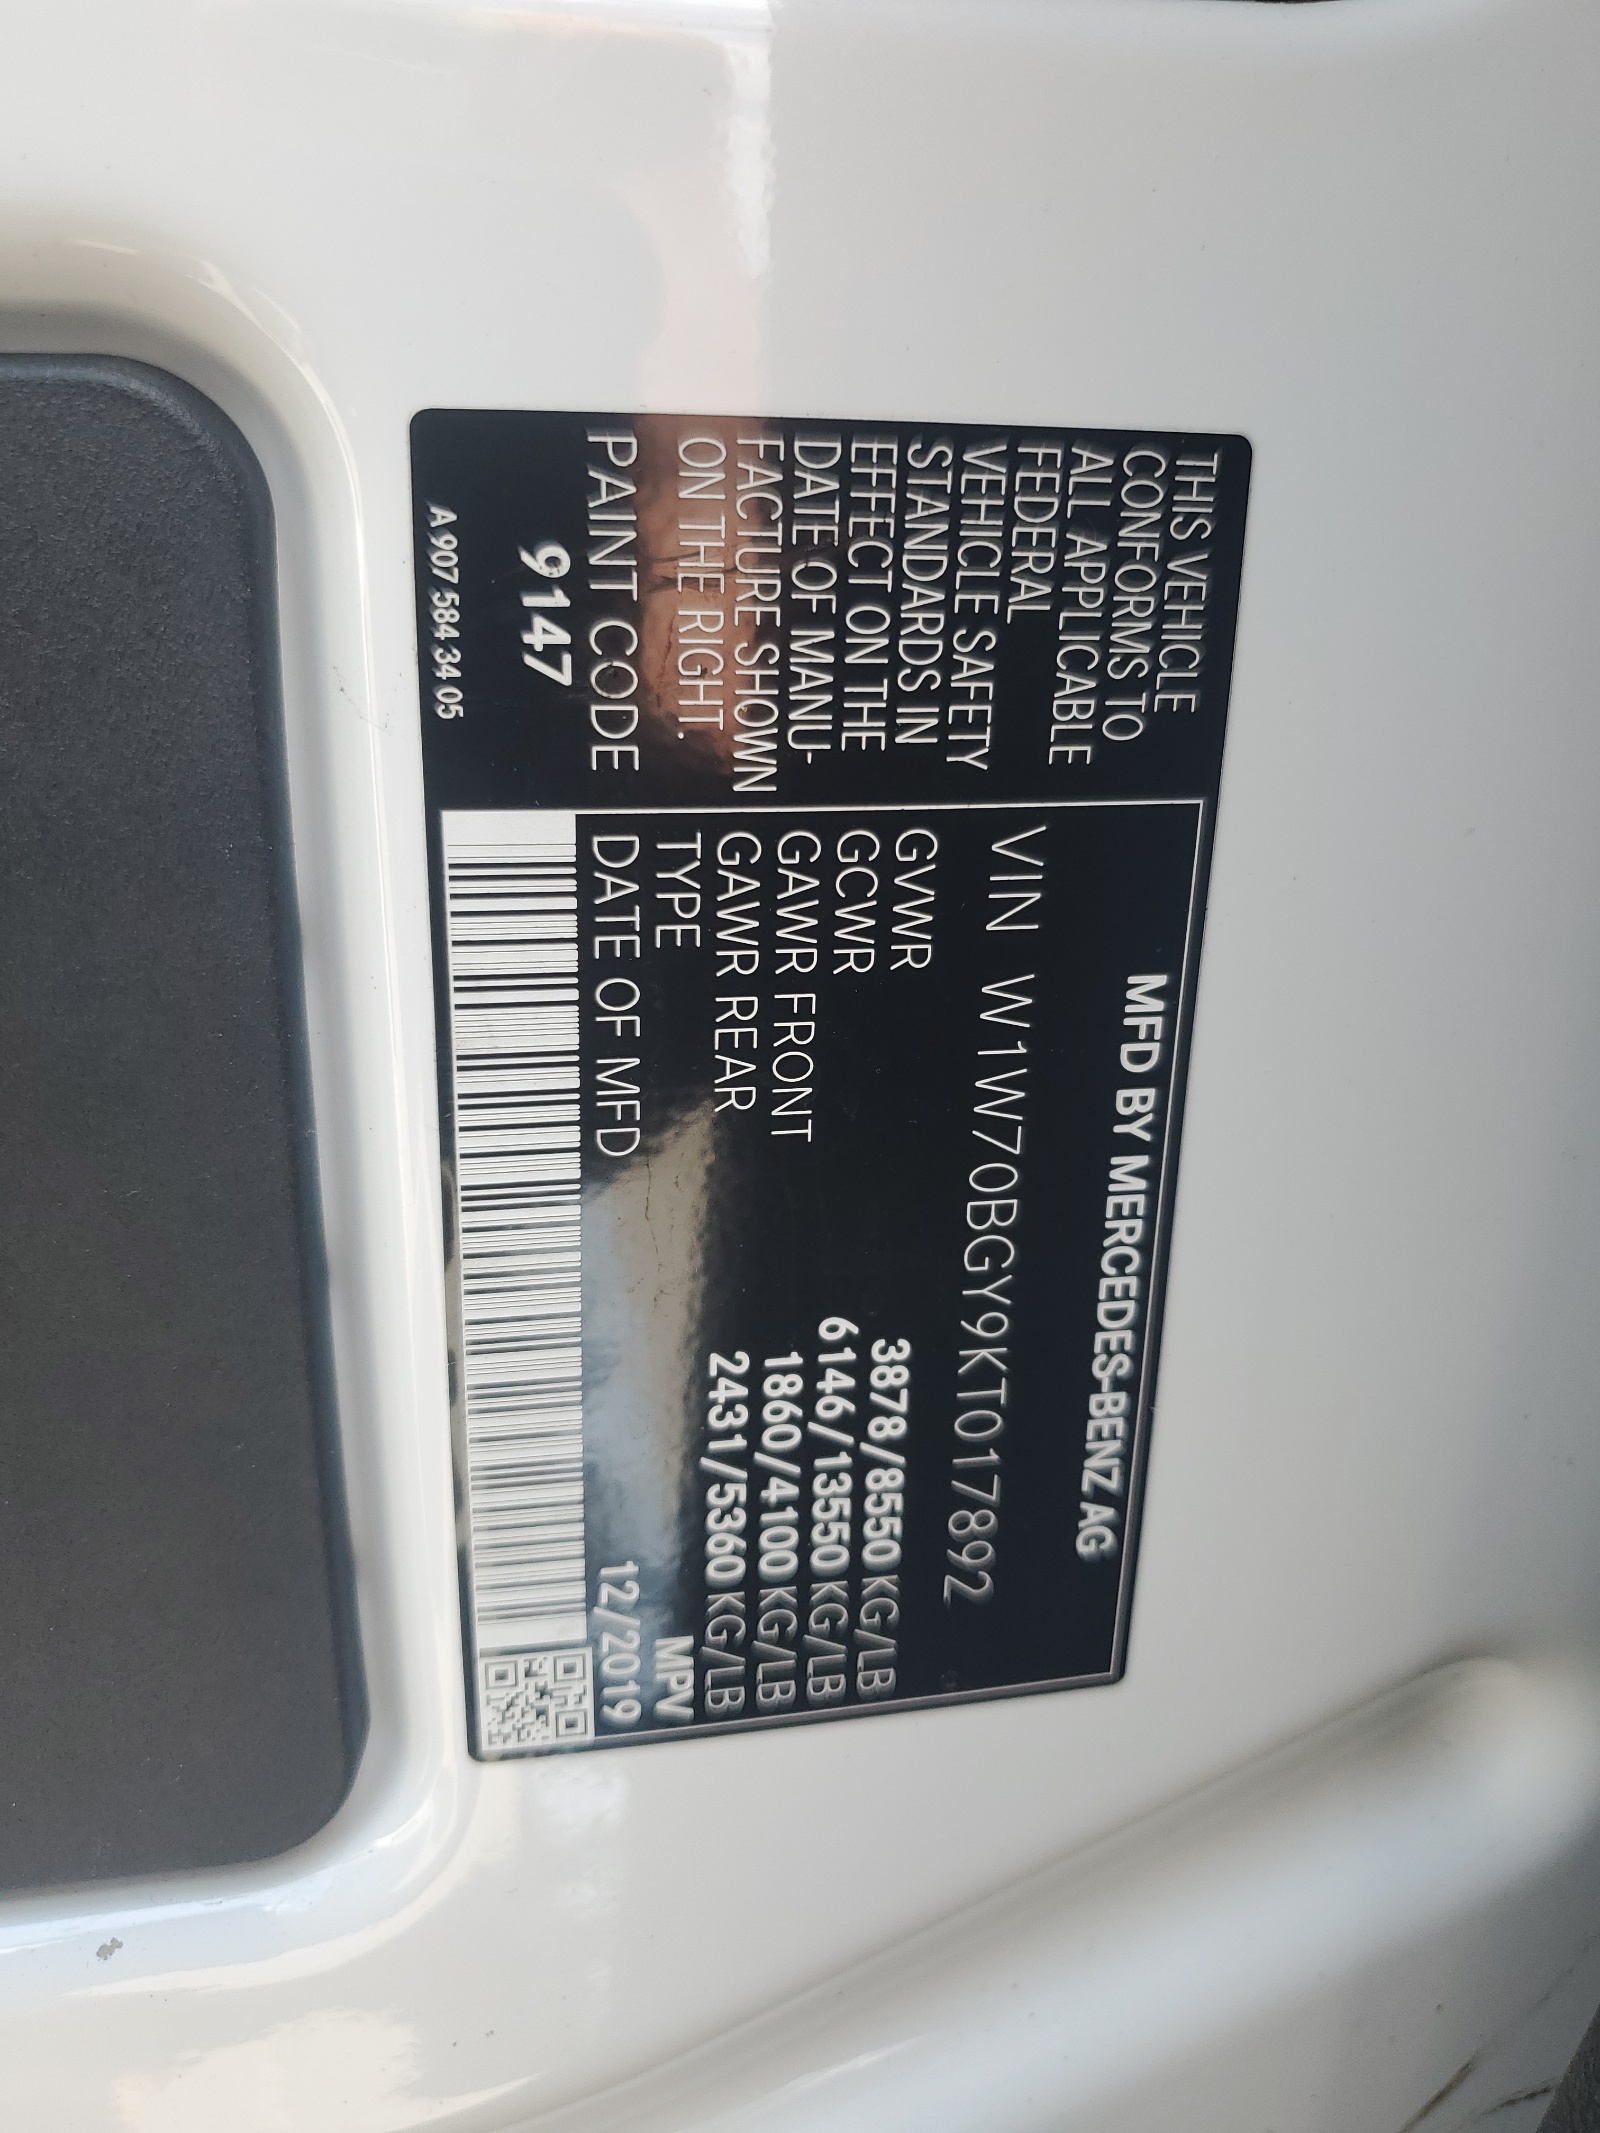 THIS VEHICLE
CONFORMS TO
ALL APPLICABLE
FEDERAL
VEHICLE SAFETY
STANDARDS IN
EFFECT ON THE
DATE OF MANU-
FACTURE SHOWN
ON THE RIGHT.
PAINT CODE
9147
A 907 584 34 05
MFD BY MERCEDES-BENZ AG
VIN W1W70BGY9KT017892
GVWR 3878/8550 KG/LB
GCWR 6146/13550 KG/LB
GAWR FRONT 1860/4100 KG/LB
GAWR REAR 2431/5360 KG/LB
TYPE MPV
DATE OF MFD 12/2019